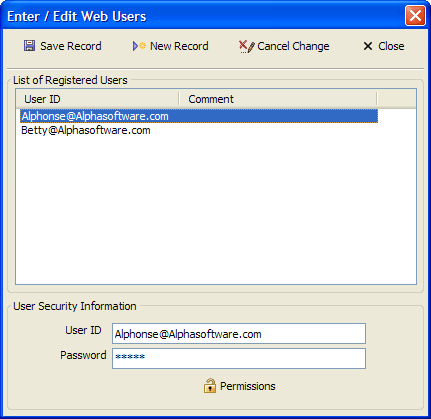 Enter / Edit Web Users
Save Record New Record Cancel Change Close
List of Registered Users
User ID Comment
Alphonse@Alphasoftware.com
Betty@Alphasoftware.com
User Security Information
User ID Alphonse@Alphasoftware.com
Password *****
Permissions